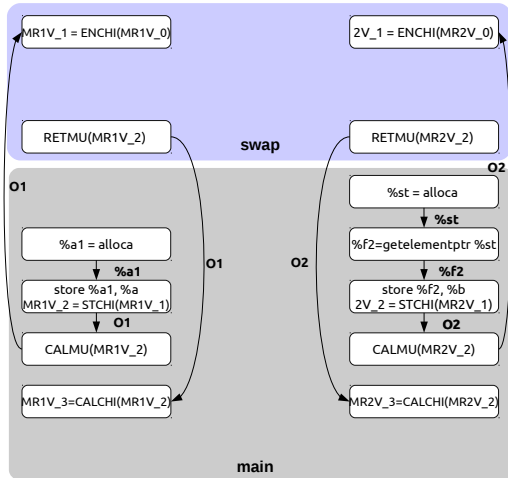 MR1V_1 = ENCHI(MR1V_0)
2V_1 = ENCHI(MR2V_0)
RETMU(MR1V_2)
RETMU(MR2V_2)
swap
O1
O2
%st = alloca
%st
%a1 = alloca
%f2=getelementptr %st
O1
O2
%a1
%f2
store %a1, %a
MR1V_2 = STCHI(MR1V_1)
store %f2, %b
2V_2 = STCHI(MR2V_1)
O1
O2
CALMU(MR1V_2)
CALMU(MR2V_2)
MR1V_3=CALCHI(MR1V_2)
MR2V_3=CALCHI(MR2V_2)
main